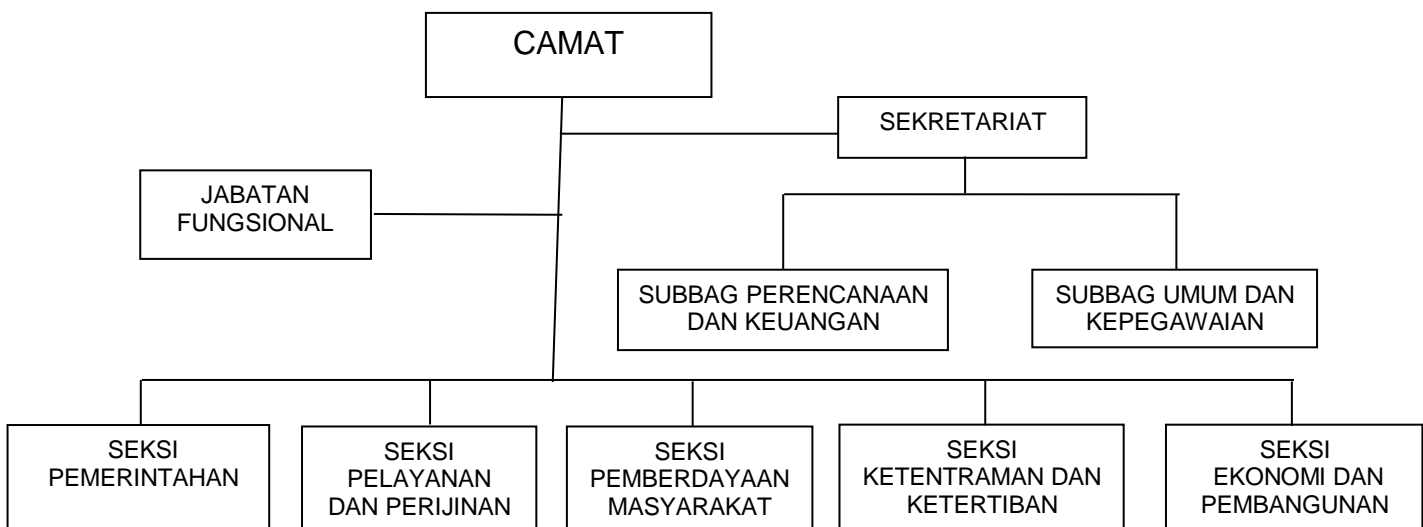 CAMAT
SEKRETARIAT
JABATAN
FUNGSIONAL
SUBBAG PERENCANAAN
DAN KEUANGAN
SUBBAG UMUM DAN
KEPEGAWAIAN
SEKSI
PEMERINTAHAN
SEKSI
PELAYANAN
DAN PERIJINAN
SEKSI
PEMBERDAYAAN
MASYARAKAT
SEKSI
KETENTRAMAN DAN
KETERTIBAN
SEKSI
EKONOMI DAN
PEMBANGUNAN